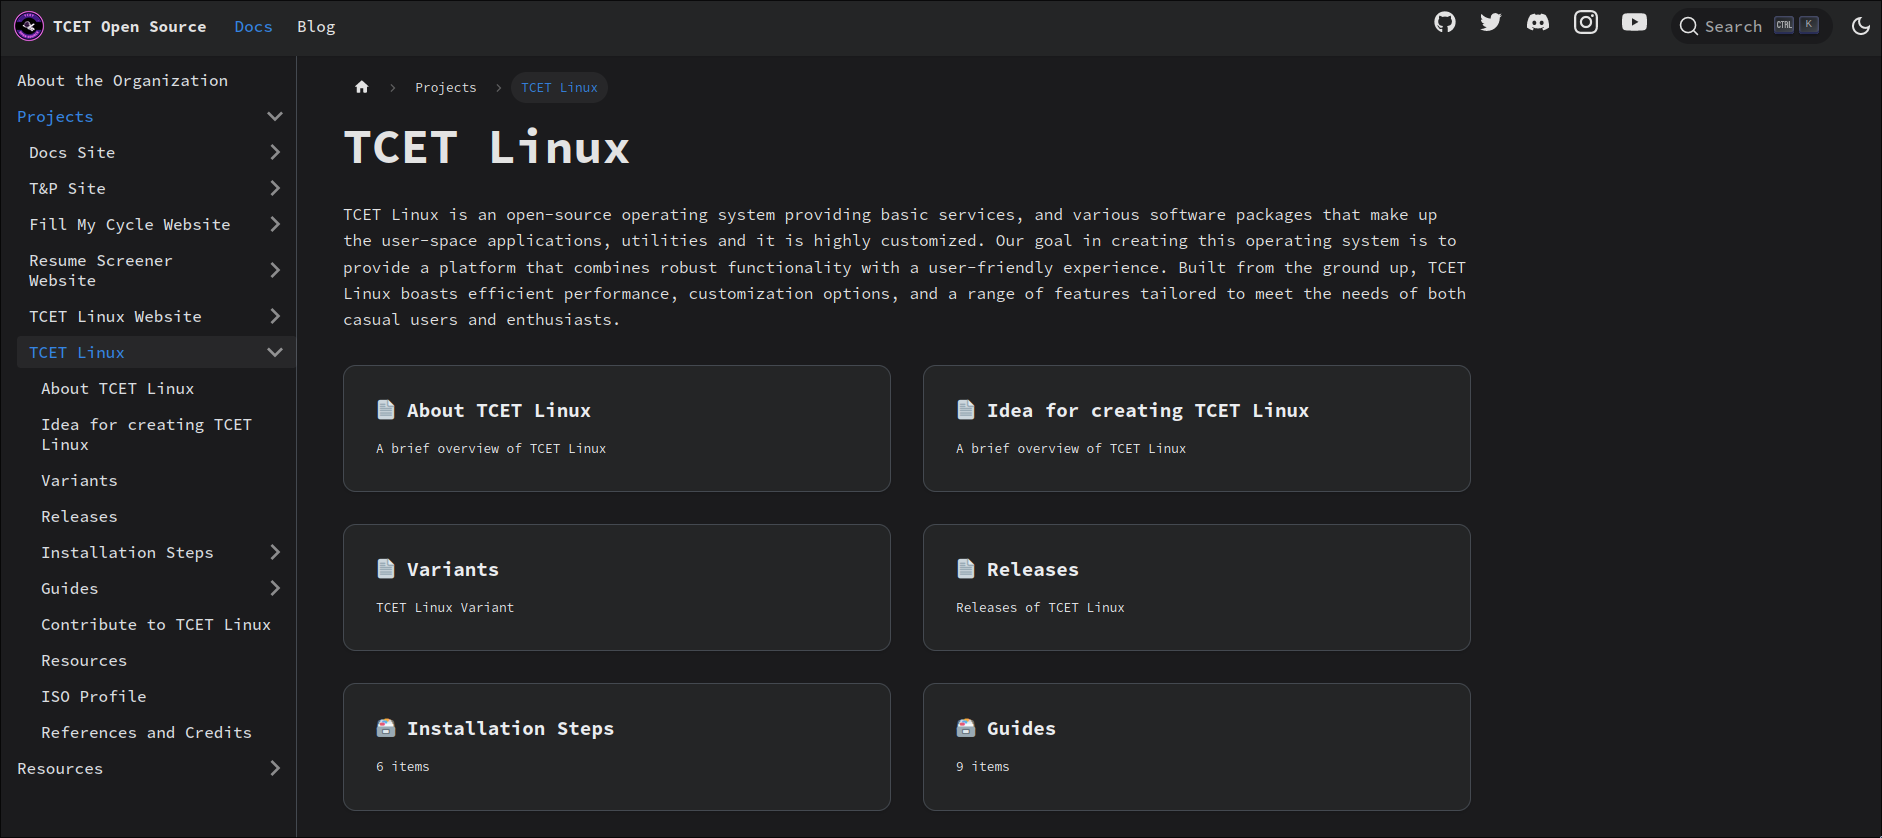 TCET Open Source
Docs
Blog
Search
CTRL
K
About the Organization
Projects
Docs Site
T&P Site
Fill My Cycle Website
Resume Screener
Website
TCET Linux Website
TCET Linux
About TCET Linux
Idea for creating TCET
Linux
Variants
Releases
Installation Steps
Guides
Contribute to TCET Linux
Resources
ISO Profile
References and Credits
Resources
Projects
TCET Linux
TCET Linux
TCET Linux is an open-source operating system providing basic services, and various software packages that make up
the user-space applications, utilities and it is highly customized. Our goal in creating this operating system is to
provide a platform that combines robust functionality with a user-friendly experience. Built from the ground up, TCET
Linux boasts efficient performance, customization options, and a range of features tailored to meet the needs of both
casual users and enthusiasts.
About TCET Linux
A brief overview of TCET Linux
Idea for creating TCET Linux
A brief overview of TCET Linux
Variants
TCET Linux Variant
Releases
Releases of TCET Linux
Installation Steps
6 items
Guides
9 items